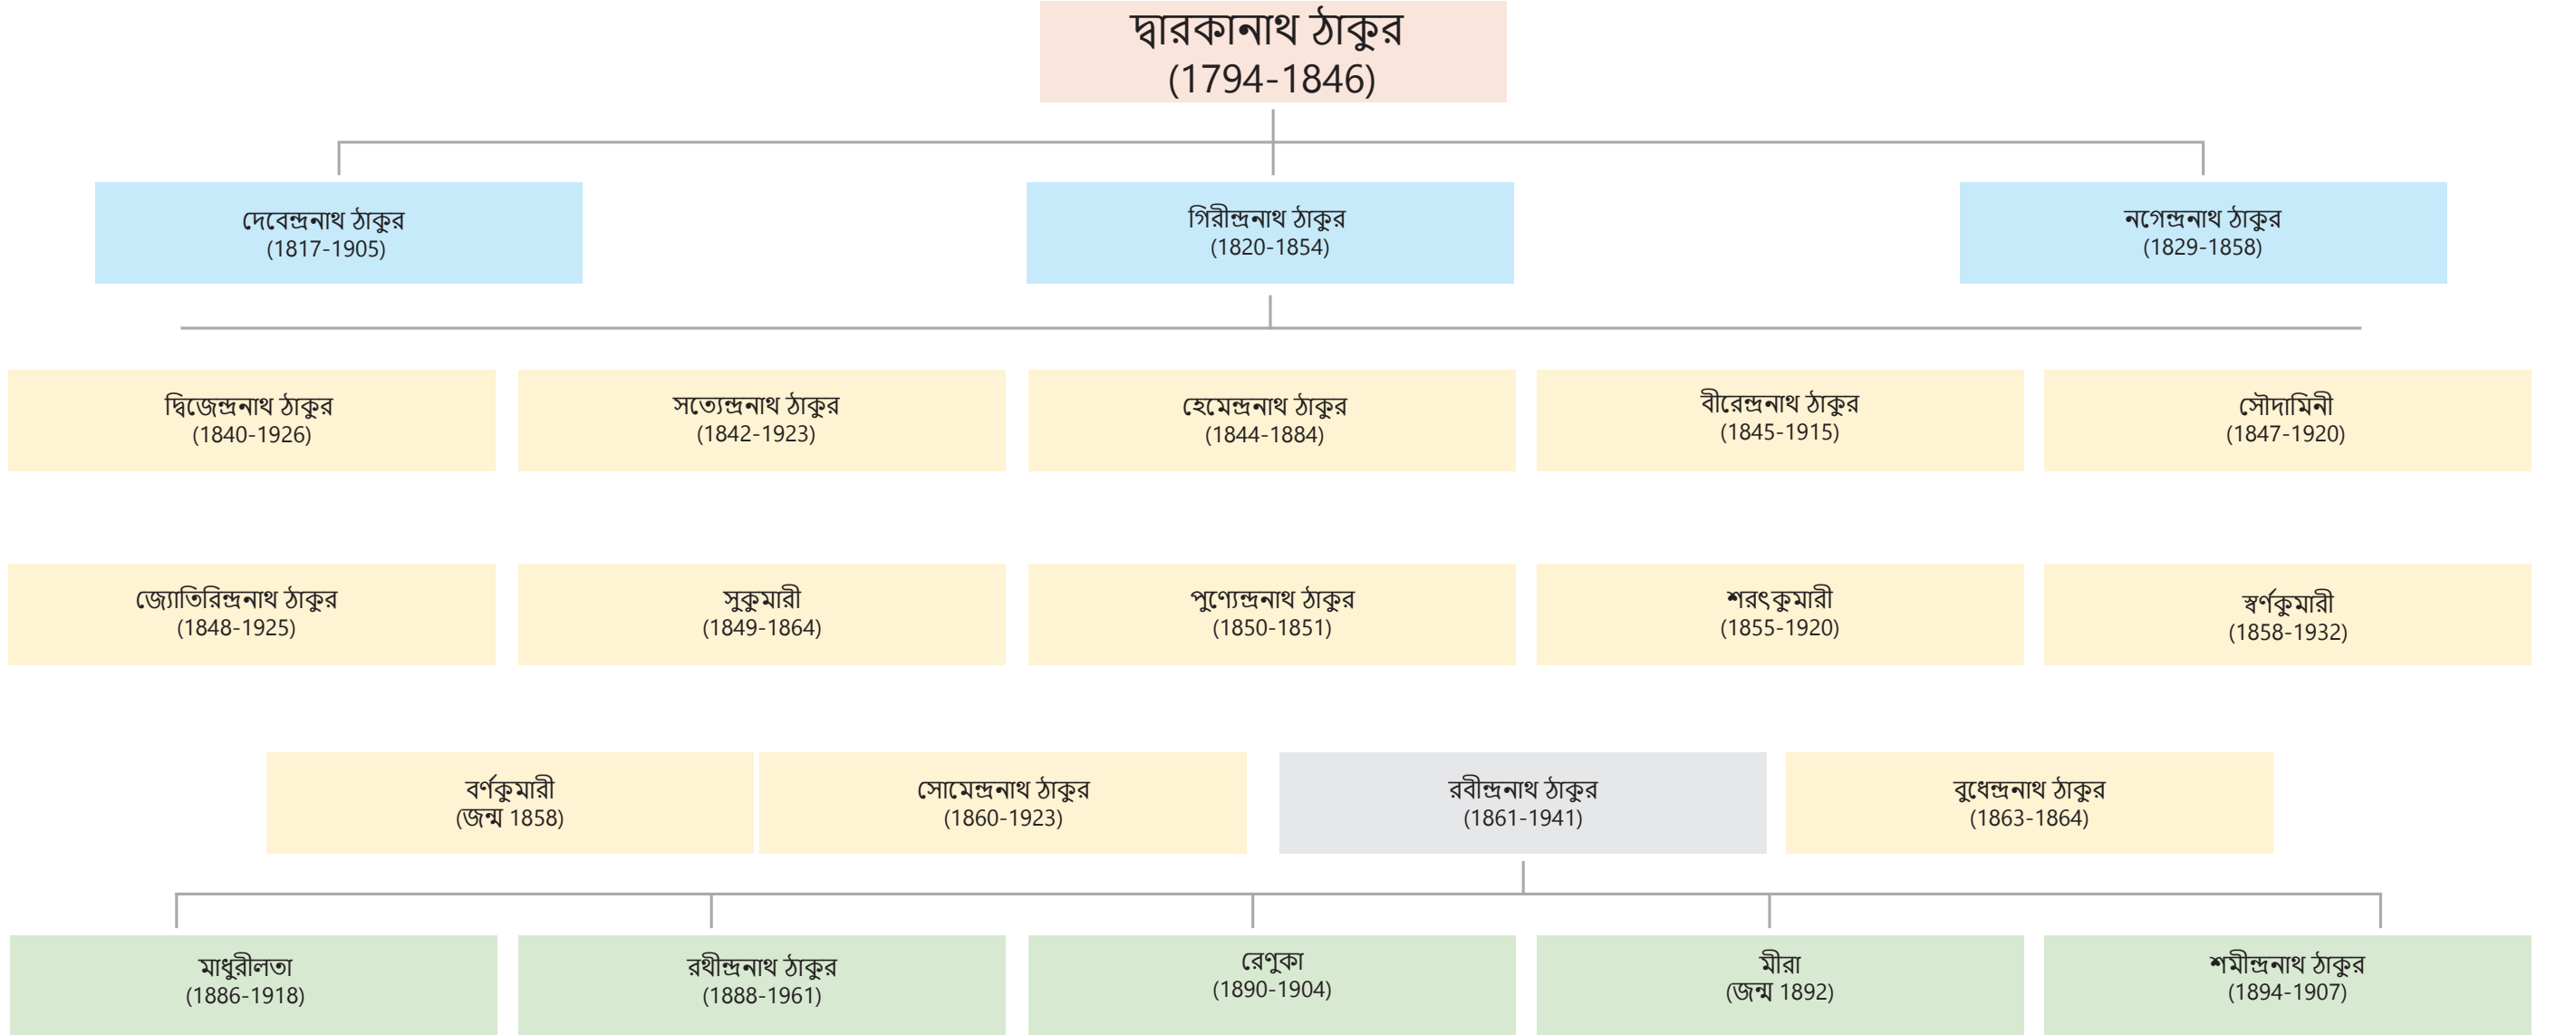 দ্বারকানাথ ঠাকুর
(1794-1846)
দেবেন্দ্রনাথ ঠাকুর
(1817-1905)
গিরীন্দ্রনাথ ঠাকুর
(1820-1854)
নগেন্দ্রনাথ ঠাকুর
(1829-1858)
দ্বিজেন্দ্রনাথ ঠাকুর
(1840-1926)
সত্যেন্দ্রনাথ ঠাকুর
(1842-1923)
হেমেন্দ্রনাথ ঠাকুর
(1844-1884)
বীরেন্দ্রনাথ ঠাকুর
(1845-1915)
সৌদামিনী
(1847-1920)
জ্যোতিরিন্দ্রনাথ ঠাকুর
(1848-1925)
সুকুমারী
(1849-1864)
পুণ্যেন্দ্রনাথ ঠাকুর
(1850-1851)
শরৎকুমারী
(1855-1920)
স্বর্ণকুমারী
(1858-1932)
বর্ণকুমারী
(জন্ম 1858)
সোমেন্দ্রনাথ ঠাকুর
(1860-1923)
রবীন্দ্রনাথ ঠাকুর
(1861-1941)
বুধেন্দ্রনাথ ঠাকুর
(1863-1864)
মাধুরীলতা
(1886-1918)
রথীন্দ্রনাথ ঠাকুর
(1888-1961)
রেণুকা
(1890-1904)
মীরা
(জন্ম 1892)
শমীন্দ্রনাথ ঠাকুর
(1894-1907)